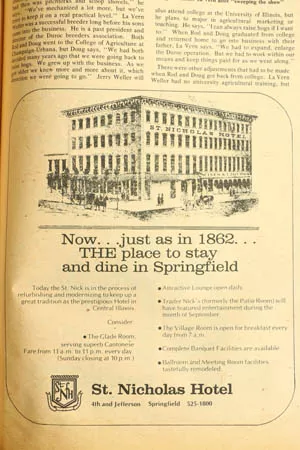 was pitchforks and scoop shovels," he
"We've mechanized a lot more, but we've
to keep it on a real practical level." La Vern
was a successful breeder long before his sons
into the business. He is a past president and
of the Duroc breeders association. Both
Rod and Doug went to the College of Agriculture at
Urbana, but Doug says, "We had both
many years ago that we were going to
hogs. We grew up with the business. As we
older we knew more and more about it, which
we were going to go." Jerry Weller will
also attend college at the University of Illinois, but
he plans to major in agricultural marketing or
teaching. He says, "I can always raise hogs if I want
to." When Rod and Doug graduated from college
and returned home to go into business with their
father, La Vern says, "We had to expand, enlarge
the Duroc operation. But we had to work within our
means and keep things paid for as we went along."
There were other adjustments that had to be made
when Rod and Doug got back from college. La Vern
Weller had no university agricultural training, but
ST. NICHOLAS HOTEL
Now. . .just as in 1862. . .
THE place to stay
and dine in Springfield
Today the St. Nick is in the process of
refurbishing and modernizing to keep up a
great tradition as the prestigious Hotel in
Central Illinois.
Consider
• The Glade Room,
serving superb Cantonese
Fare from 11 a.m. to 11 p.m. every day
(Sunday closing at 10 p.m.)
• Attractive Lounge open daily.
• Trader Nick's (formerly the Patio Room) will
have featured entertainment during the
month of September.
• The Village Room is open for breakfast every
day from 7 a.m.
• Complete Banquet Facilities are available
• Ballroom and Meeting Room facilities
tastefully remodeled.
St. Nicholas Hotel
4th and Jefferson Springfield 525-1800